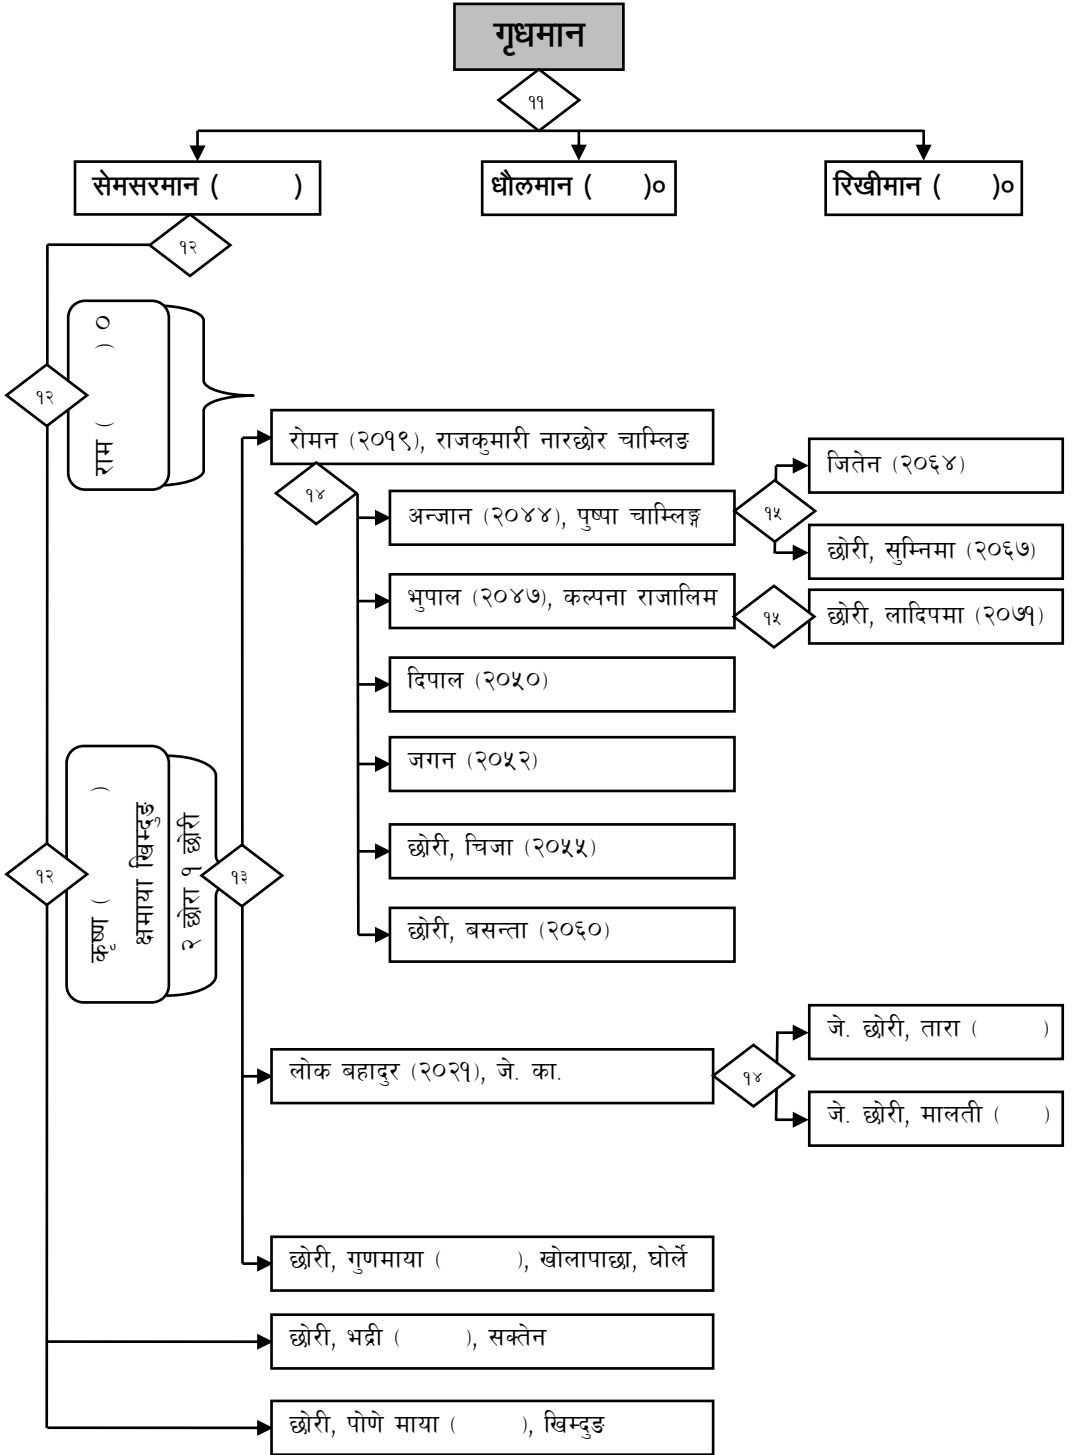 गृधमान
११
सेमसरमान (        )
धौलमान (      )०
रिखीमान (      )०
१२
१२
राम (        ) ०
रोमन (२०१९), राजकुमारी नारछोर चाम्लिङ
१४
अन्जान (२०४४), पुष्पा चाम्लिङ्ग
१५
जितेन (२०६४)
छोरी, सुम्निमा (२०६७)
भुपाल (२०४७), कल्पना राजालिम
१५
छोरी, लादिपमा (२०७१)
दिपाल (२०५०)
जगन (२०५२)
छोरी, चिजा (२०५५)
छोरी, बसन्ता (२०६०)
१२
कृष्ण (            )
क्षमाया खिम्दुङ
२ छोरा १ छोरी
१३
लोक बहादुर (२०२१), जे. का.
१४
जे. छोरी, तारा (        )
जे. छोरी, मालती (      )
छोरी, गुणमाया (          ), खोलापाछा, घोर्ले
छोरी, भद्री (        ), सक्तेन
छोरी, पोणे माया (        ), खिम्दुङ